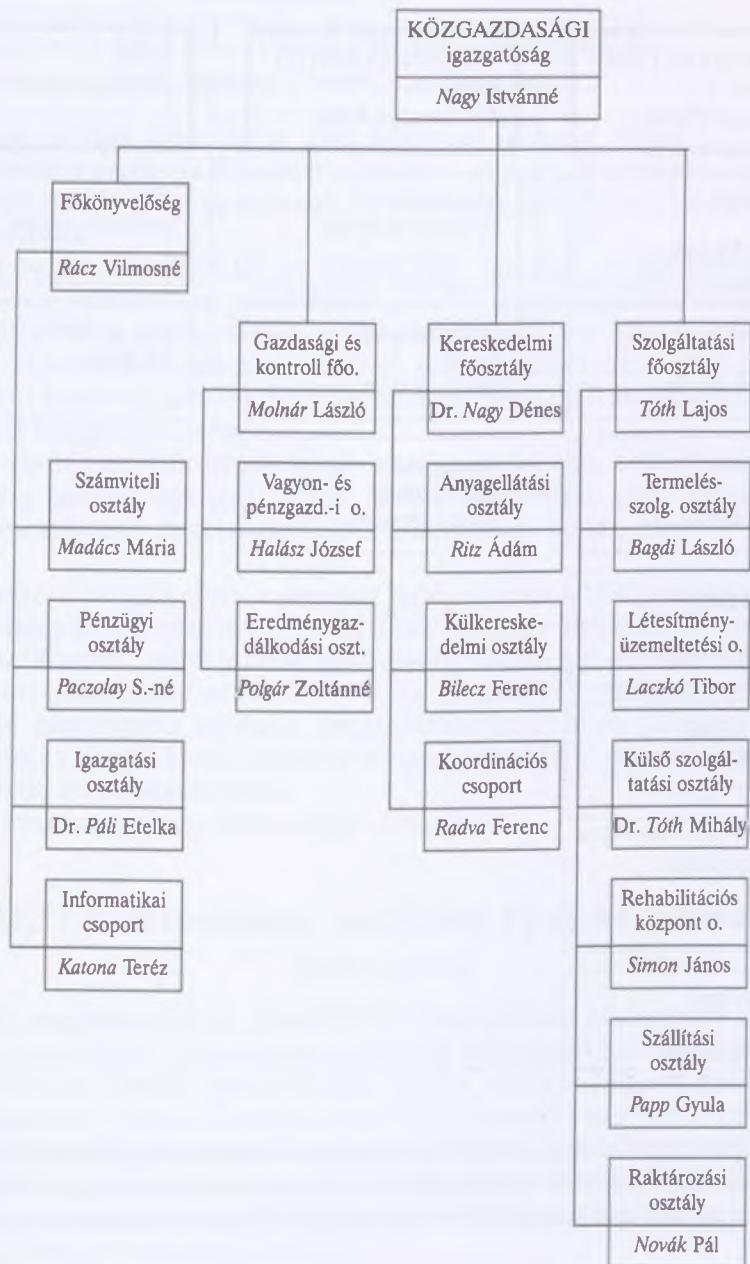 KÖZGAZDASÁGI
igazgatóság
Nagy Istvánné
Főkönyvelőség
Rácz Vilmosné
Számviteli
osztály
Madács Mária
Pénzügyi
osztály
Paczolay S.-né
Igazgatási
osztály
Dr. Páli Etelka
Informatikai
csoport
Katona Teréz
Gazdasági és
kontroll főo.
Molnár László
Vagyon- és
pénzgazd.-i o.
Halász József
Eredménygaz-
dálkodási oszt.
Polgár Zoltánné
Kereskedelmi
főosztály
Dr. Nagy Dénes
Anyagellátási
osztály
Ritz Ádám
Külkereske-
delmi osztály
Bilecz Ferenc
Koordinációs
csoport
Radva Ferenc
Szolgáltatási
főosztály
Tóth Lajos
Termelés-
szolg. osztály
Bagdi László
Létesítmény-
üzemeltetési o.
Laczkó Tibor
Külső szolgál-
tatási osztály
Dr. Tóth Mihály
Rehabilitációs
központ o.
Simon János
Szállítási
osztály
Papp Gyula
Raktározási
osztály
Novák Pál